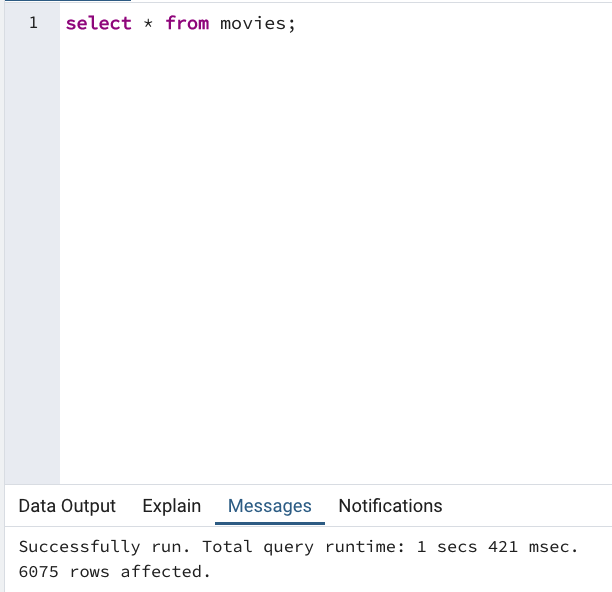 1 select * from movies;
Data Output Explain Messages Notifications
Successfully run. Total query runtime: 1 secs 421 msec.
6075 rows affected.